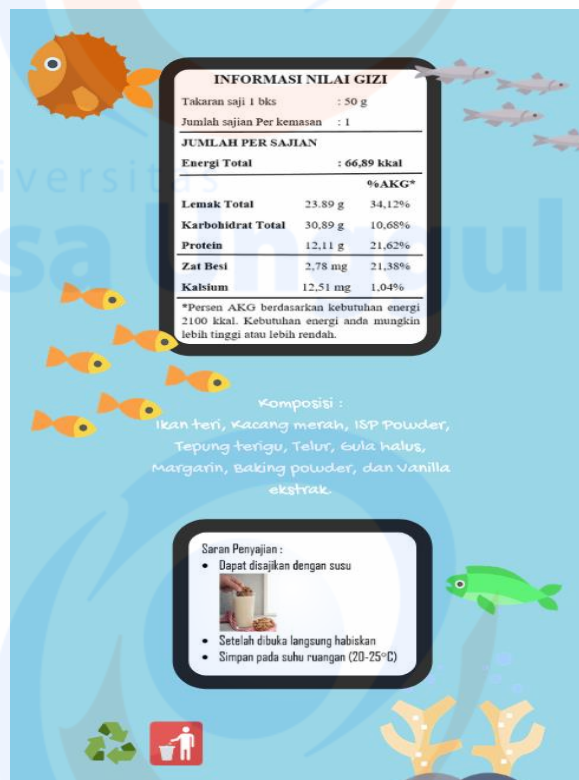 INFORMASI NILAI GIZI
Takaran saji 1 bks : 50 g
Jumlah sajian Per kemasan : 1
JUMLAH PER SAJIAN
Energi Total : 66,89 kkal
%AKG*
Lemak Total 23.89 g 34,12%
Karbohidrat Total 30,89 g 10,68%
Protein 12,11 g 21,62%
Zat Besi 2,78 mg 21,38%
Kalsium 12,51 mg 1,04%
*Persen AKG berdasarkan kebutuhan energi
2100 kkal. Kebutuhan energi anda mungkin
lebih tinggi atau lebih rendah.
Komposisi :
Ikan teri, Kacang merah, ISP Powder,
Tepung terigu, Telur, Gula halus,
Margarin, Baking powder, dan Vanilla
ekstrak.
Saran Penyajian :
• Dapat disajikan dengan susu
• Setelah dibuka langsung habiskan
• Simpan pada suhu ruangan (20-25°C)